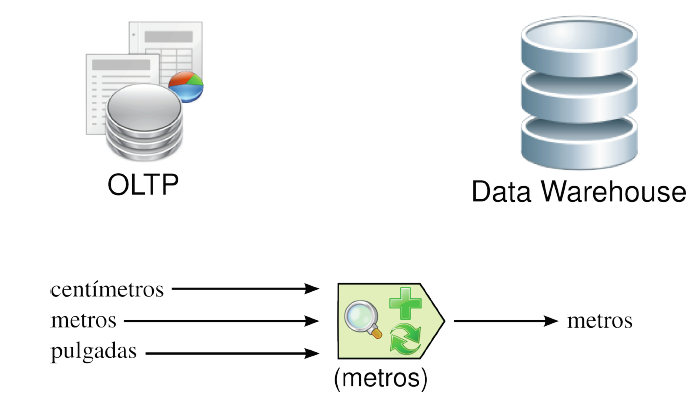 OLTP
Data Warehouse
centímetros
metros
pulgadas
metros
(metros)